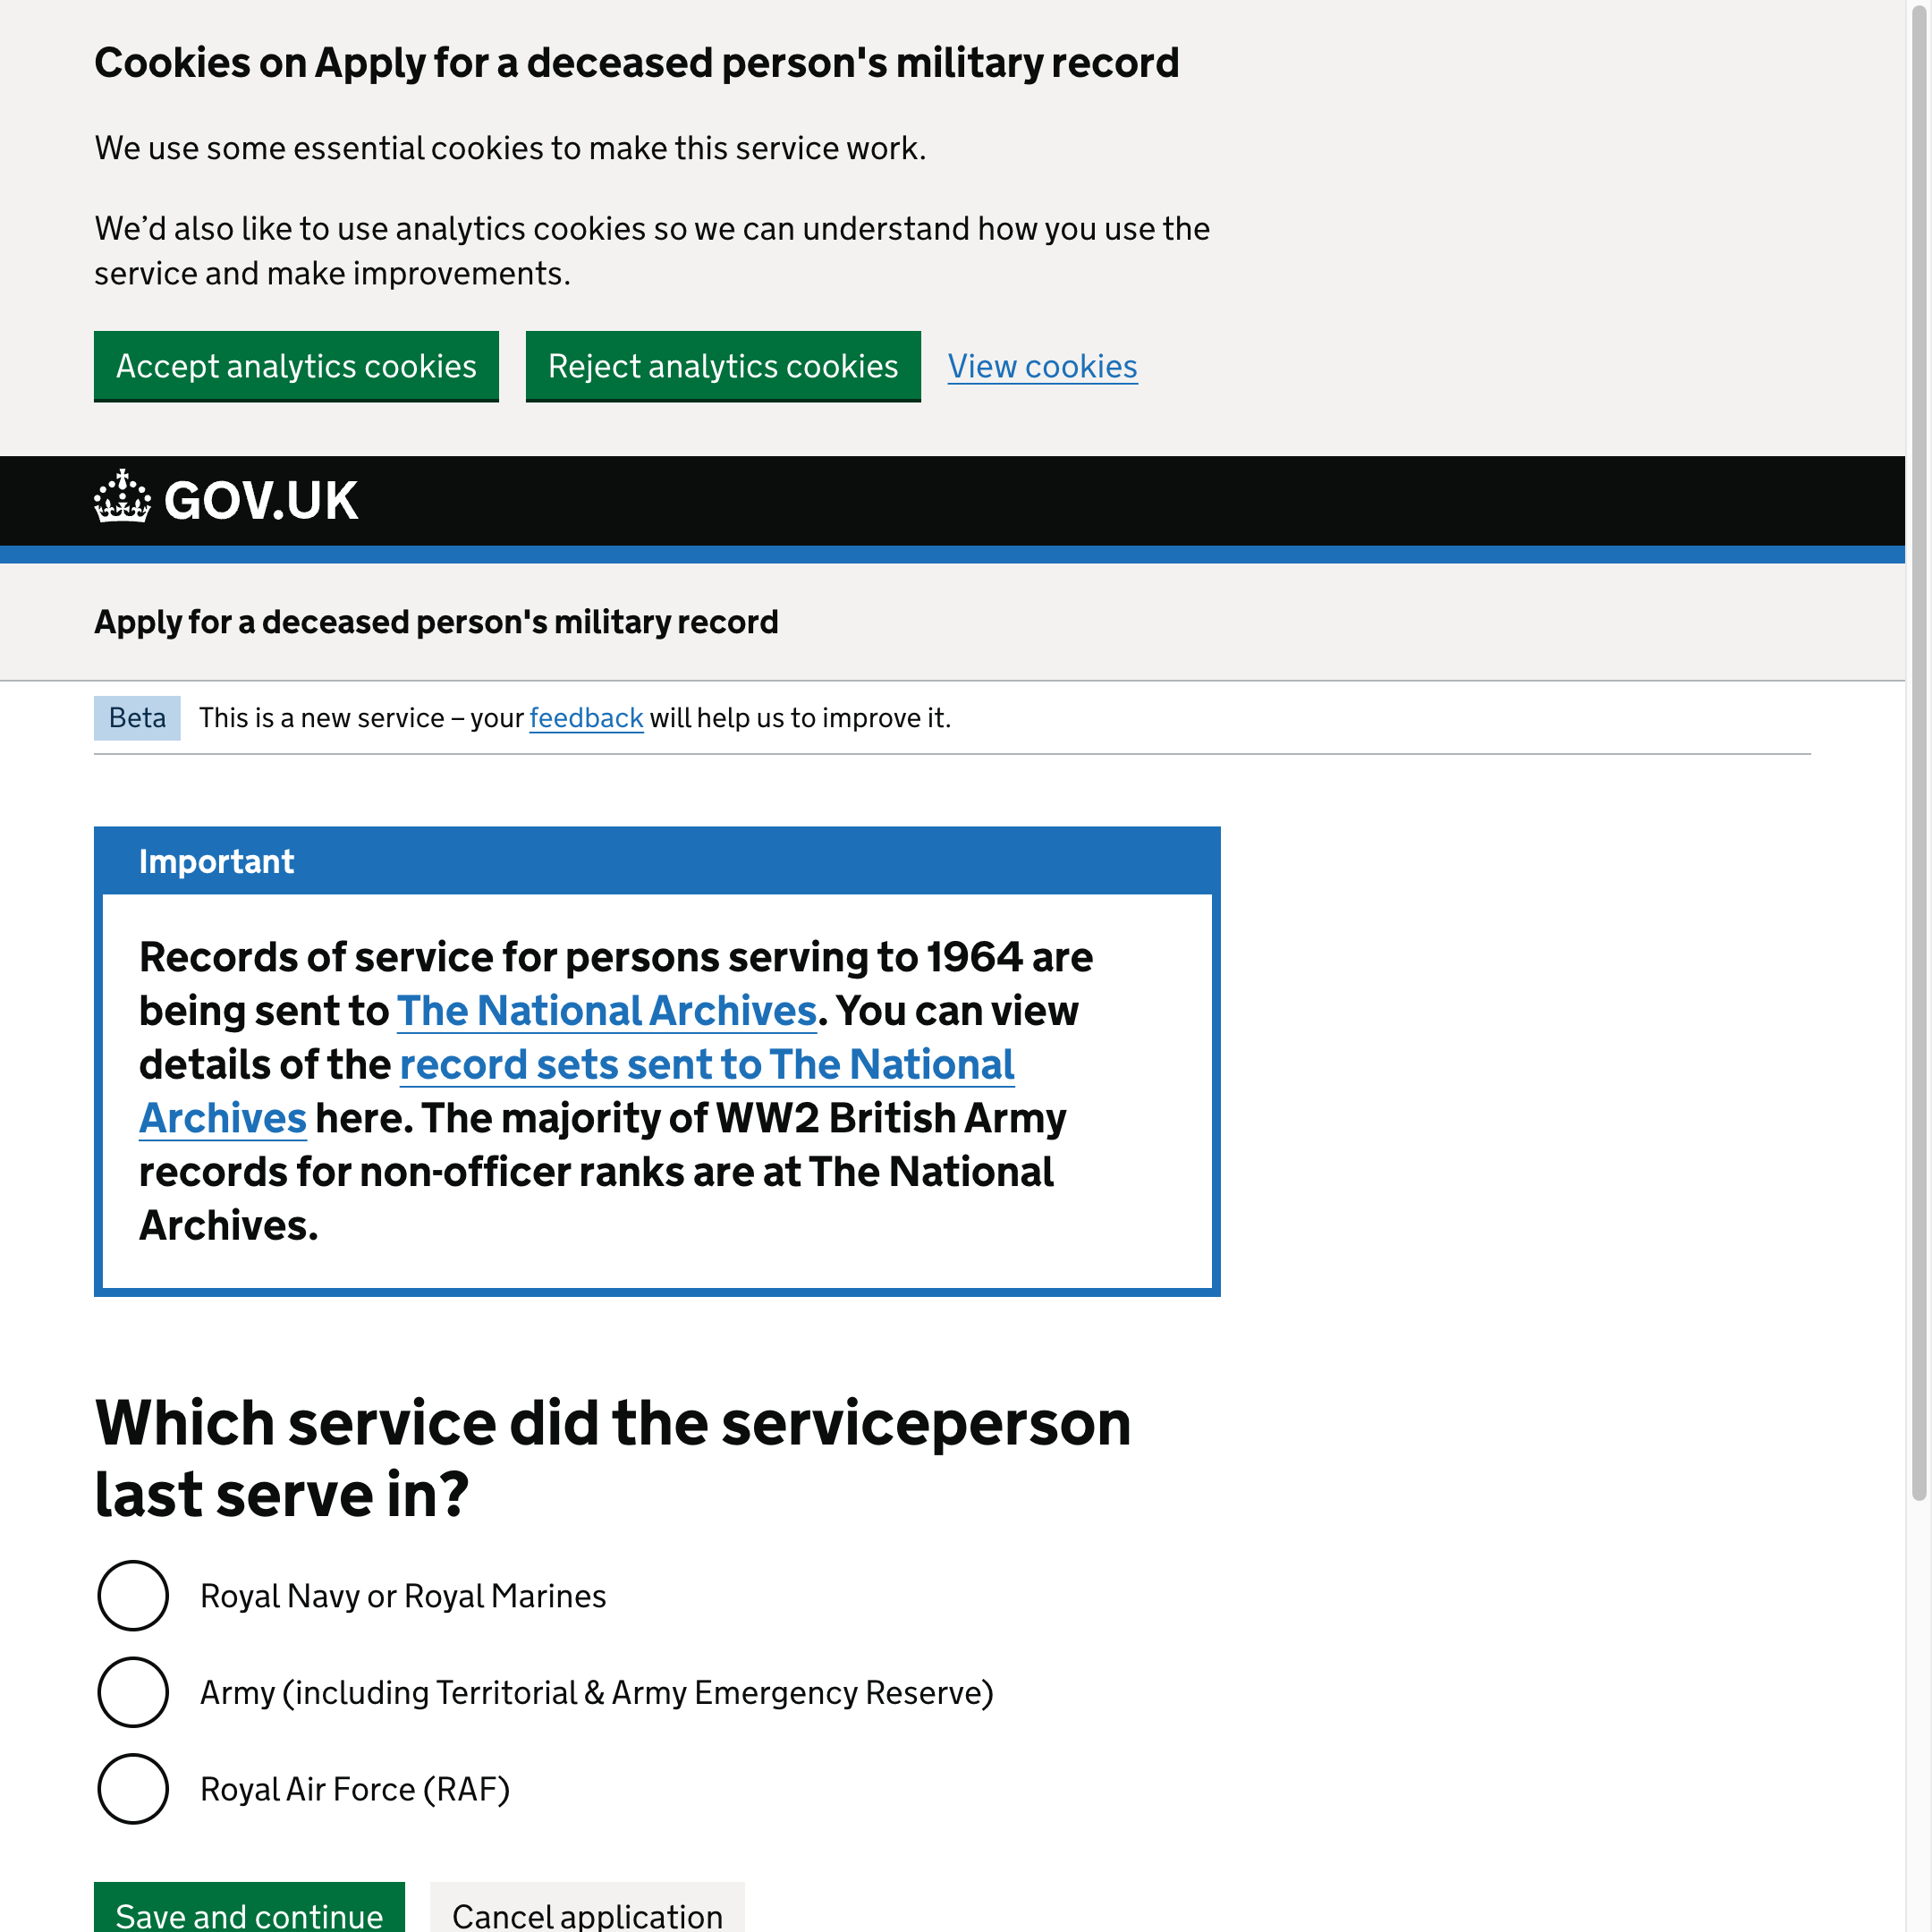 Cookies on Apply for a deceased person's military record
We use some essential cookies to make this service work.
We’d also like to use analytics cookies so we can understand how you use the
service and make improvements.
Accept analytics cookies Reject analytics cookies View cookies
GOV.UK
Apply for a deceased person's military record
Beta This is a new service – your feedback will help us to improve it.
Important
Records of service for persons serving to 1964 are
being sent to The National Archives. You can view
details of the record sets sent to The National
Archives here. The majority of WW2 British Army
records for non-officer ranks are at The National
Archives.
Which service did the serviceperson
last serve in?
Royal Navy or Royal Marines
Army (including Territorial & Army Emergency Reserve)
Royal Air Force (RAF)
Save and continue Cancel application